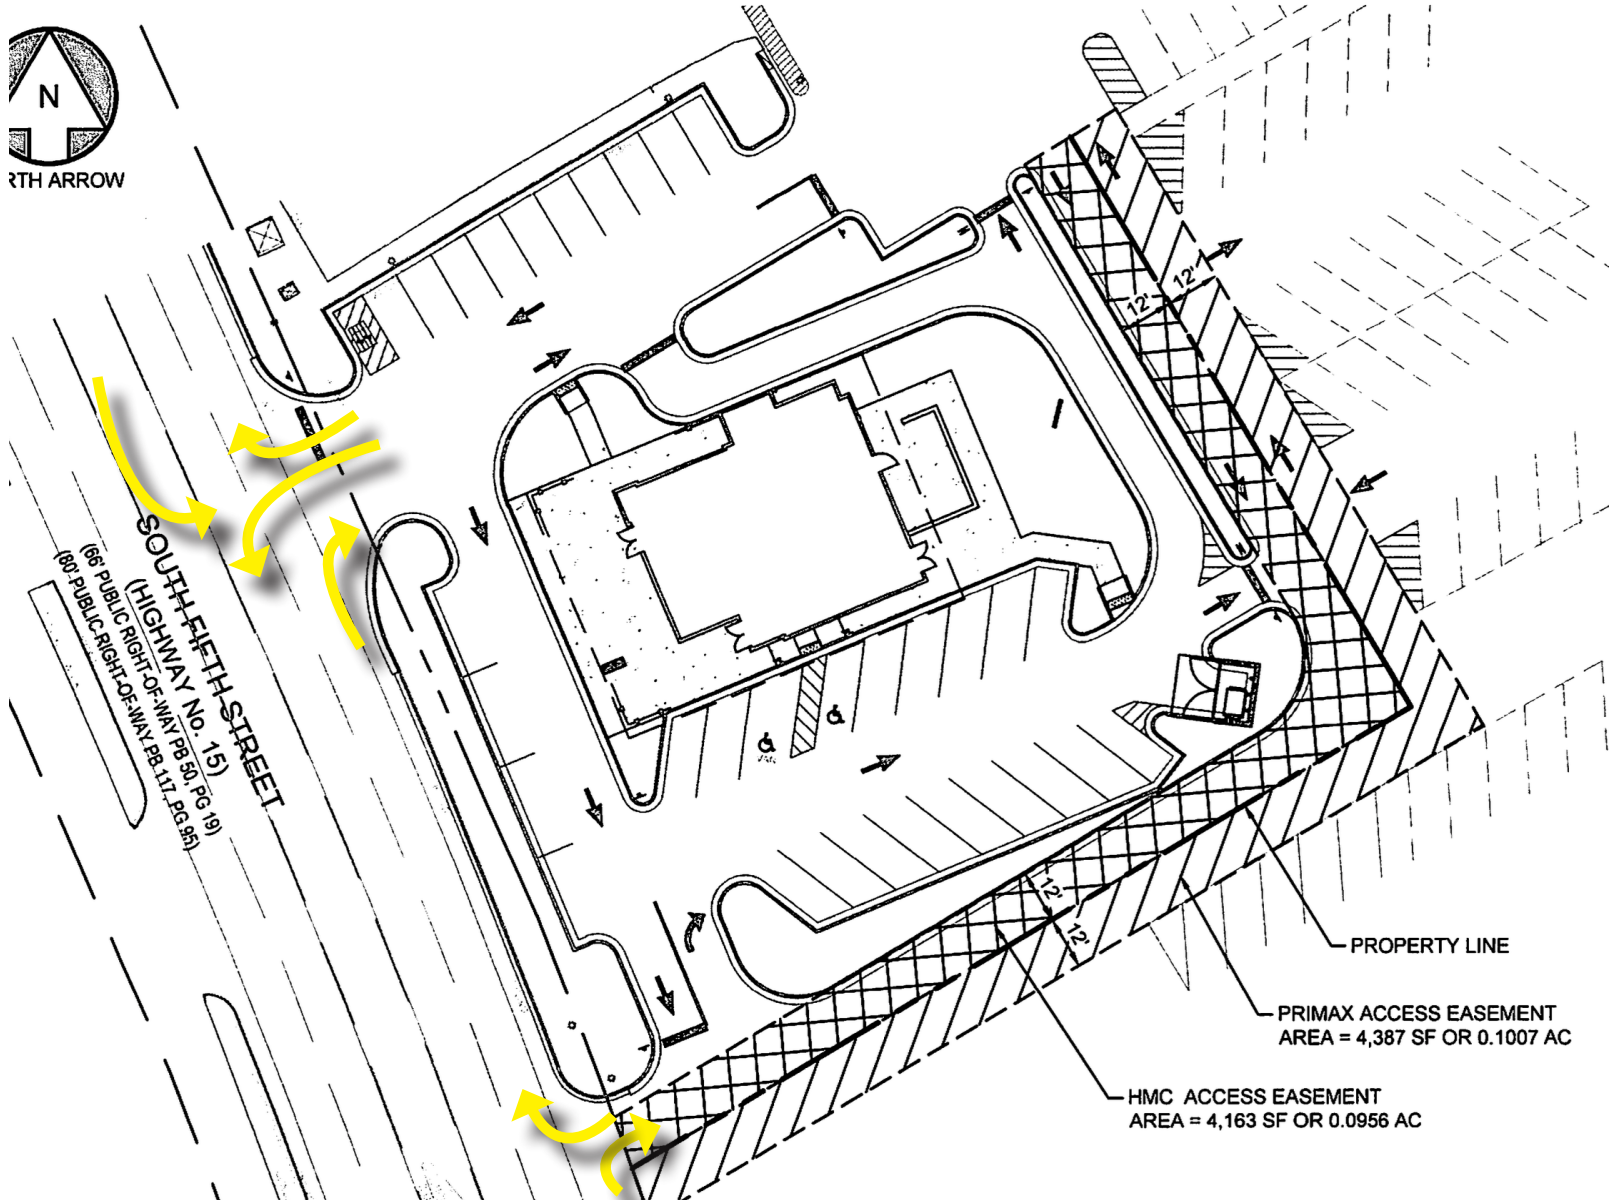 N
RTH ARROW
12'
12'
SOUTH FIFTH STREET
(HIGHWAY No. 15)
(66' PUBLIC RIGHT-OF-WAY PB 50, PG 19)
(80' PUBLIC-RIGHT-OF-WAY PB 117, PG 95)
VAN
12'
12'
PROPERTY LINE
PRIMAX ACCESS EASEMENT
AREA = 4,387 SF OR 0.1007 AC
HMC ACCESS EASEMENT
AREA = 4,163 SF OR 0.0956 AC